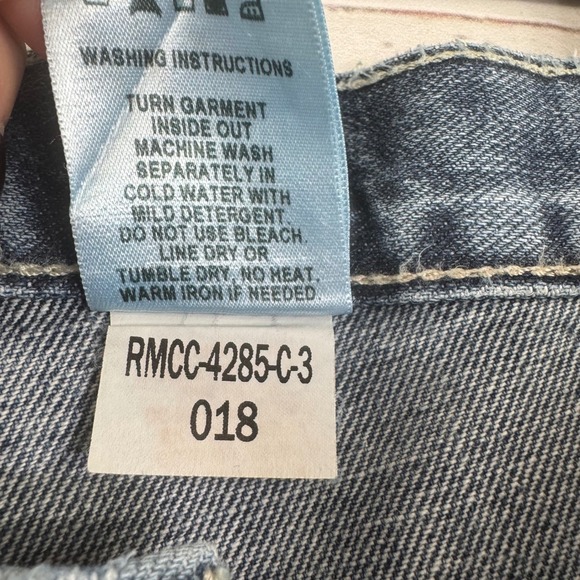 WASHING INSTRUCTIONS
TURN GARMENT
INSIDE OUT
MACHINE WASH
SEPARATELY IN
COLD WATER WITH
MILD DETERGENT.
DO NOT USE BLEACH.
LINE DRY OR
TUMBLE DRY, NO HEAT.
WARM IRON IF NEEDED.
RMCC-4285-C-3
018